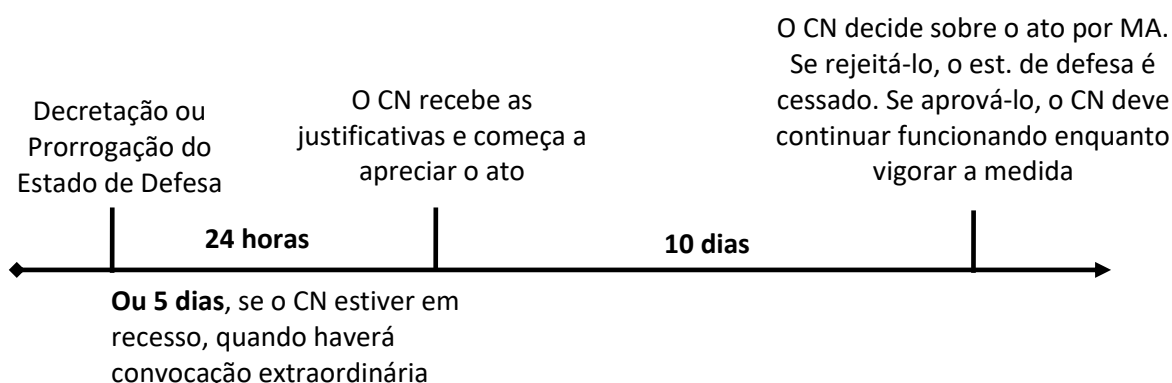 Decretação ou
Prorrogação do
Estado de Defesa
O CN recebe as
justificativas e começa a
apreciar o ato
O CN decide sobre o ato por MA.
Se rejeitá-lo, o est. de defesa é
cessado. Se aprová-lo, o CN deve
continuar funcionando enquanto
vigorar a medida
24 horas
10 dias
Ou 5 dias, se o CN estiver em
recesso, quando haverá
convocação extraordinária